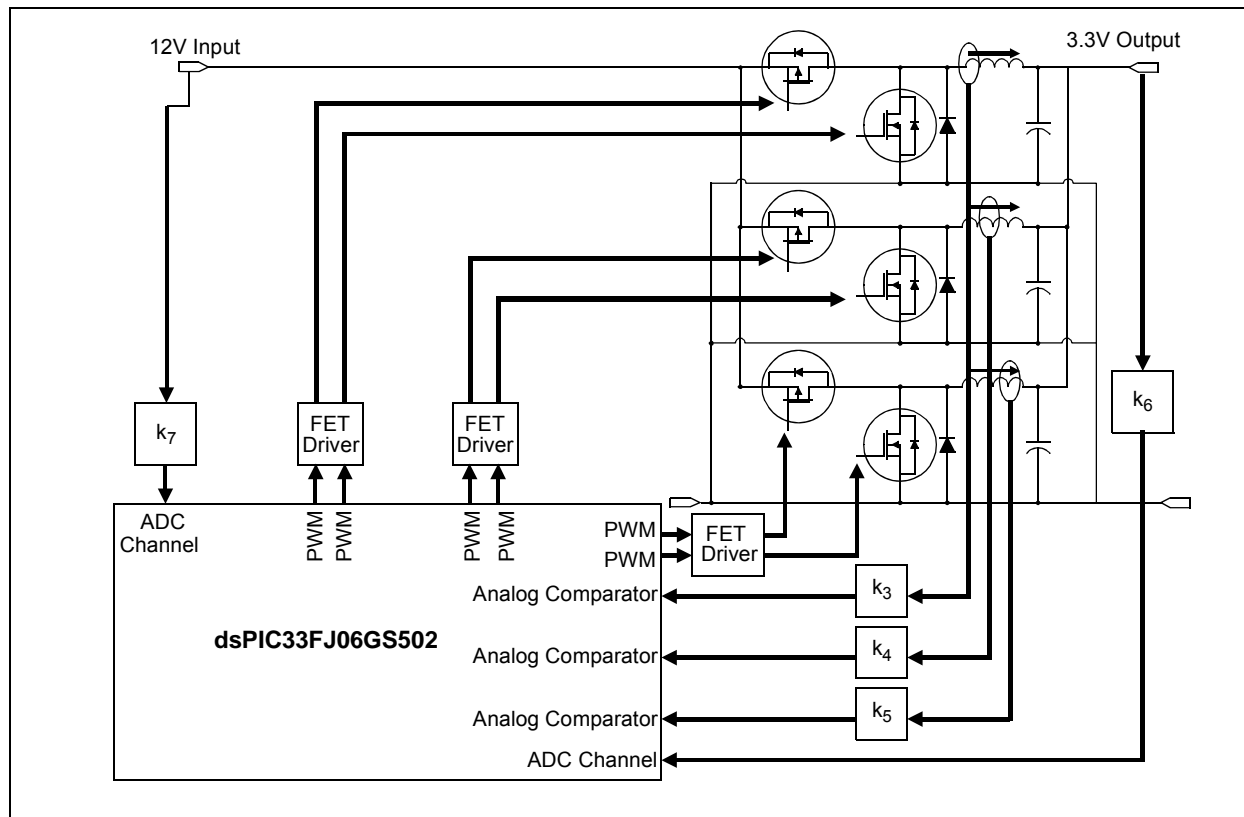 12V Input
3.3V Output
k7
FET
Driver
FET
Driver
k6
ADC
Channel
PWM
PWM
PWM
PWM
PWM
PWM
FET
Driver
Analog Comparator
k3
dsPIC33FJ06GS502
Analog Comparator
k4
Analog Comparator
k5
ADC Channel